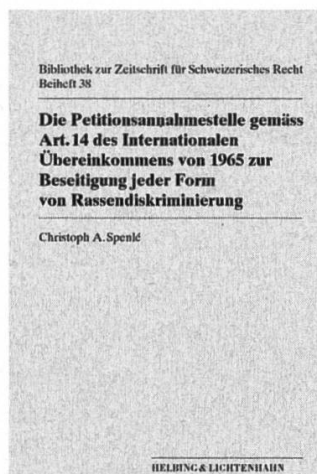 Bibliothek zur Zeitschrift für Schweizerisches Recht
Beiheft 38
Die Petitionsannahmestelle gemäss
Art. 14 des Internationalen
Übereinkommens von 1965 zur
Beseitigung jeder Form
von Rassendiskriminierung
Christoph A. Spenlé
HELBING & LICHTENHAHN